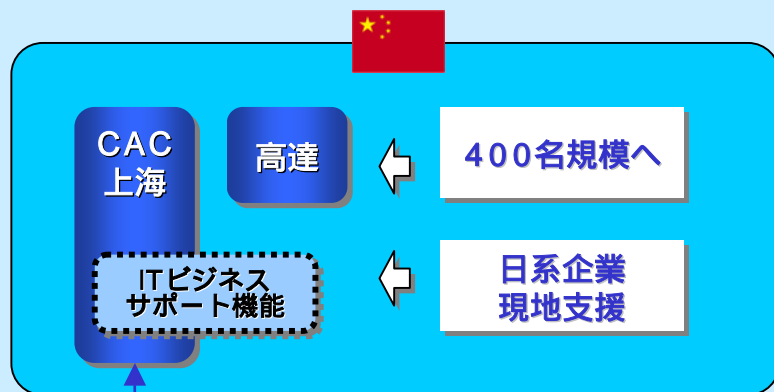 CAC
上海
高達
400名規模へ
ITビジネス
サポート機能
日系企業
現地支援